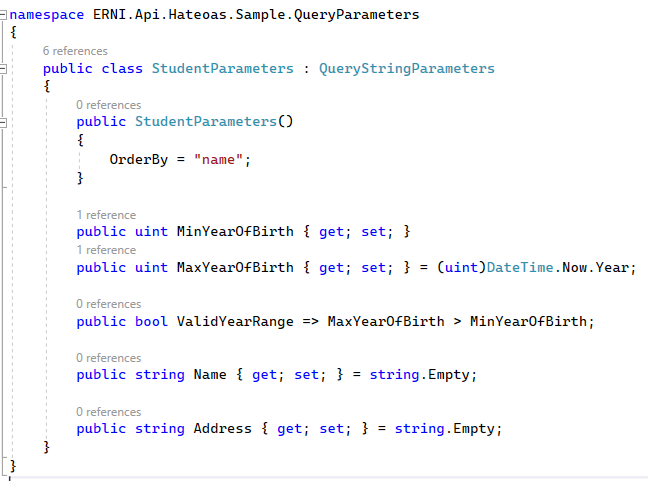 namespace ERNI.Api.Hateoas.Sample.QueryParameters
{
6 references
public class StudentParameters : QueryStringParameters
{
0 references
public StudentParameters()
{
OrderBy = "name";
}
1 reference
public uint MinYearOfBirth { get; set; }
1 reference
public uint MaxYearOfBirth { get; set; } = (uint)DateTime.Now.Year;
0 references
public bool ValidYearRange => MaxYearOfBirth > MinYearOfBirth;
0 references
public string Name { get; set; } = string.Empty;
0 references
public string Address { get; set; } = string.Empty;
}
}